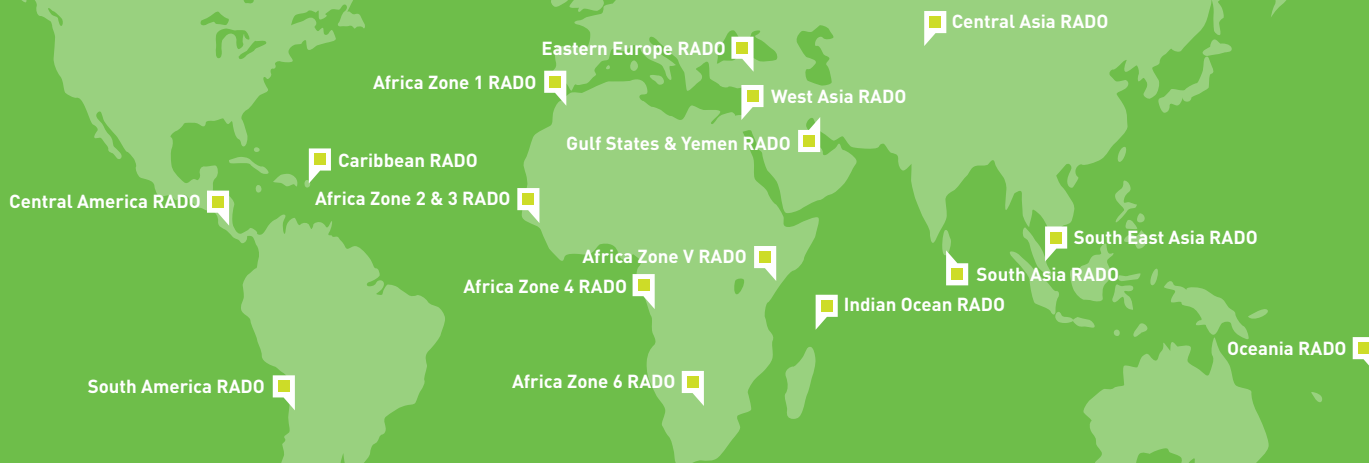 Central Asia RADO
Eastern Europe RADO
Africa Zone 1 RADO
West Asia RADO
Gulf States & Yemen RADO
Caribbean RADO
Central America RADO
Africa Zone 2 & 3 RADO
South East Asia RADO
Africa Zone V RADO
South Asia RADO
Africa Zone 4 RADO
Indian Ocean RADO
Oceania RADO
South America RADO
Africa Zone 6 RADO